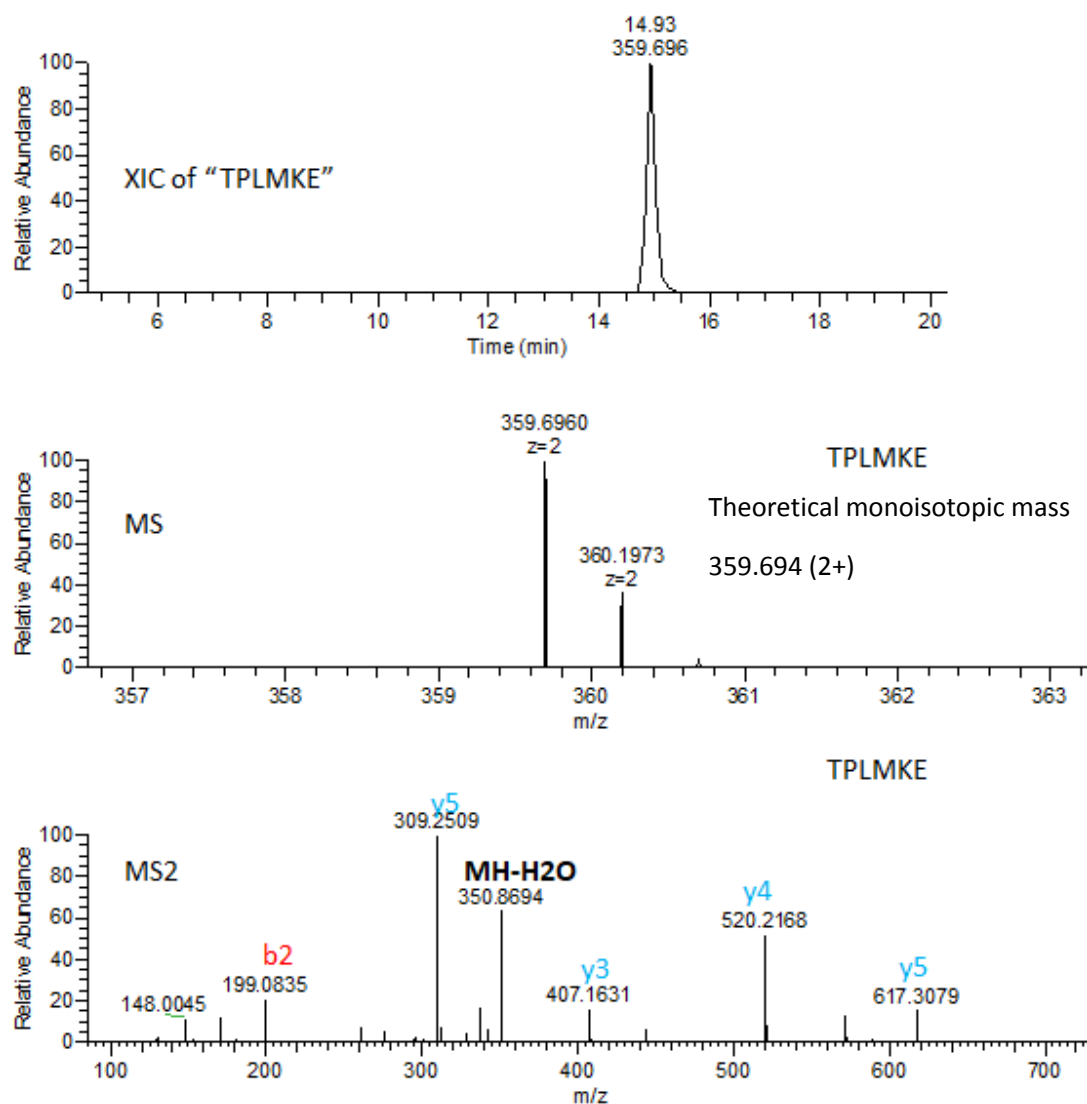 14.93
359.696
100
80
60
40
20
0
Relative Abundance
XIC of “TPLMKE”
6 8 10 12 14 16 18 20
Time (min)
359.6960
z=2
TPLMKE
100
80
60
40
20
0
Relative Abundance
MS
Theoretical monoisotopic mass
359.694 (2+)
360.1973
z=2
357 358 359 360 361 362 363
m/z
TPLMKE
y5
309.2509
100
80
60
40
20
0
Relative Abundance
MS2
MH-H2O
350.8694
y4
520.2168
b2
199.0835
y3
407.1631
y5
617.3079
148.0045
100 200 300 400 500 600 700
m/z